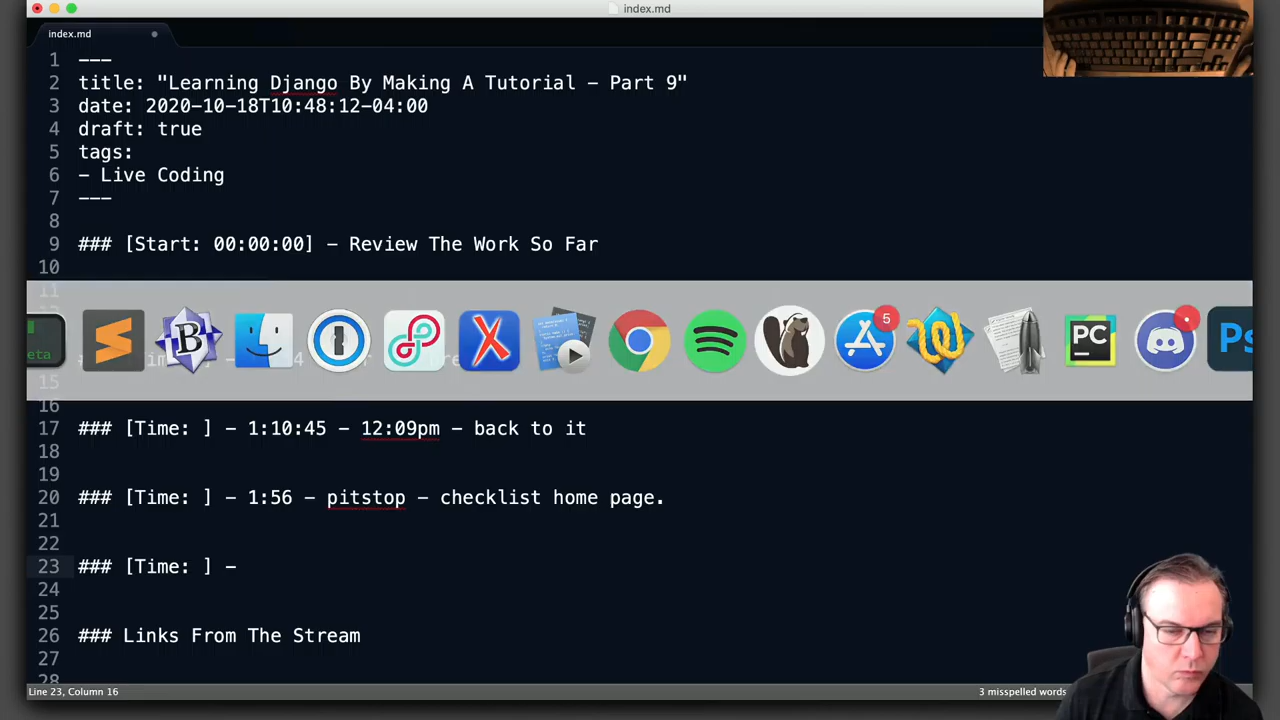 index.md
index.md
1 ---
2 title: "Learning Django By Making A Tutorial - Part 9"
3 date: 2020-10-18T10:48:12-04:00
4 draft: true
5 tags:
6 - Live Coding
7 ---
8
9 ### [Start: 00:00:00] - Review The Work So Far
10
eta
5
PC
Ps
15
16
17 ### [Time: ] - 1:10:45 - 12:09pm - back to it
18
19
20 ### [Time: ] - 1:56 - pitstop - checklist home page.
21
22
23 ### [Time: ] -
24
25
26 ### Links From The Stream
27
28
Line 23, Column 16
3 misspelled words